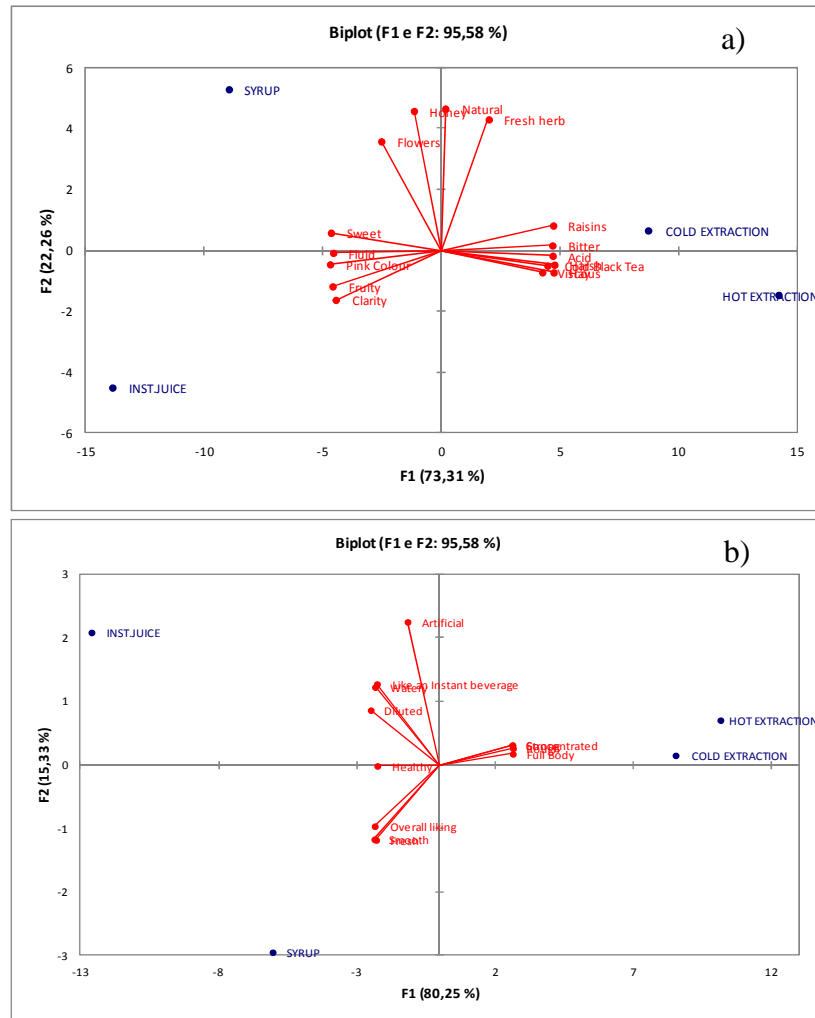 Biplot (F1 e F2: 95,58 %)
a)
6
4
2
0
-2
-4
-6
-15
-10
-5
0
5
10
15
F2 (22,26 %)
F1 (73,31 %)
SYRUP
Honey
Natural
Fresh herb
Flowers
Sweet
Fluid
Pink Colour
Fruity
Clarity
Raisins
Bitter
COLD EXTRACTION
Acid
Black Tea
HOT EXTRACTION
INST.JUICE
Biplot (F1 e F2: 95,58 %)
b)
3
2
1
0
-1
-2
-3
-13
-8
-3
2
7
12
F2 (15,33 %)
F1 (80,25 %)
INST.JUICE
Artificial
Like an Instant beverage
Watery
Diluted
HOT EXTRACTION
Concentrated
Full Body
COLD EXTRACTION
Healthy
Overall liking
Smooth
Fresh
SYRUP